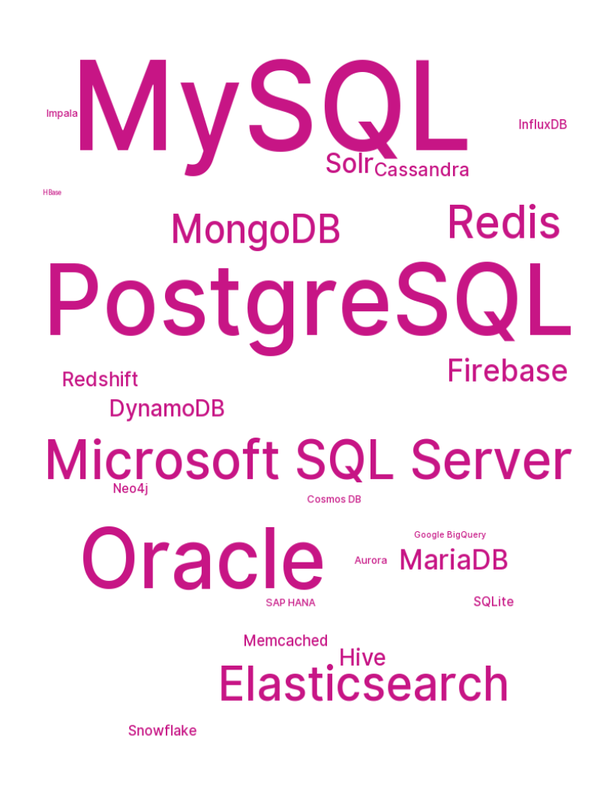 MySQL
Impala
InfluxDB
Solr
Cassandra
HBase
Redis
MongoDB
PostgreSQL
Firebase
Redshift
DynamoDB
Microsoft SQL Server
Neo4j
Cosmos DB
Oracle
Google BigQuery
Aurora
MariaDB
SAP HANA
SQLite
Memcached
Hive
Elasticsearch
Snowflake